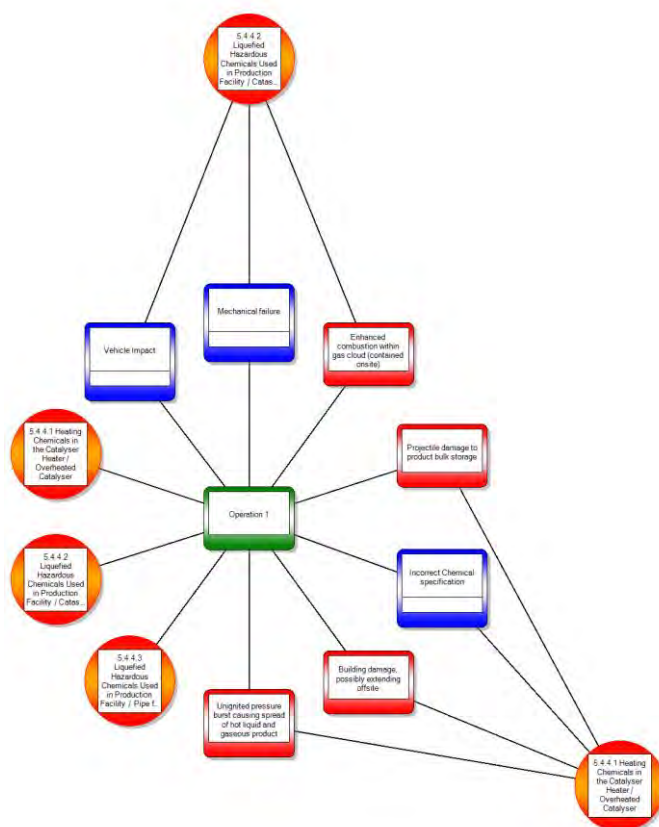 5.4.4.2
Liquefied
Hazardous
Chemicals Used
in Production
Facility / Catas...
Mechanical failure
Vehicle Impact
Enhanced
combustion within
gas cloud (contained
onsite)
5.4.4.1 Heating
Chemicals in
the Catalyser
Heater /
Overheated
Catalyser
Projectile damage to
product bulk storage
Operation 1
5.4.4.2
Liquefied
Hazardous
Chemicals Used
in Production
Facility / Catas...
Incorrect Chemical
specification
5.4.4.3
Liquefied
Hazardous
Chemicals Used
in Production
Facility / Pipe f..
Building damage,
possibly extending
offsite
Unignited pressure
burst causing spread
of hot liquid and
gaseous product
5.4.4.1 Heating
Chemicals in
the Catalyser
Heater /
Overheated
Catalyser